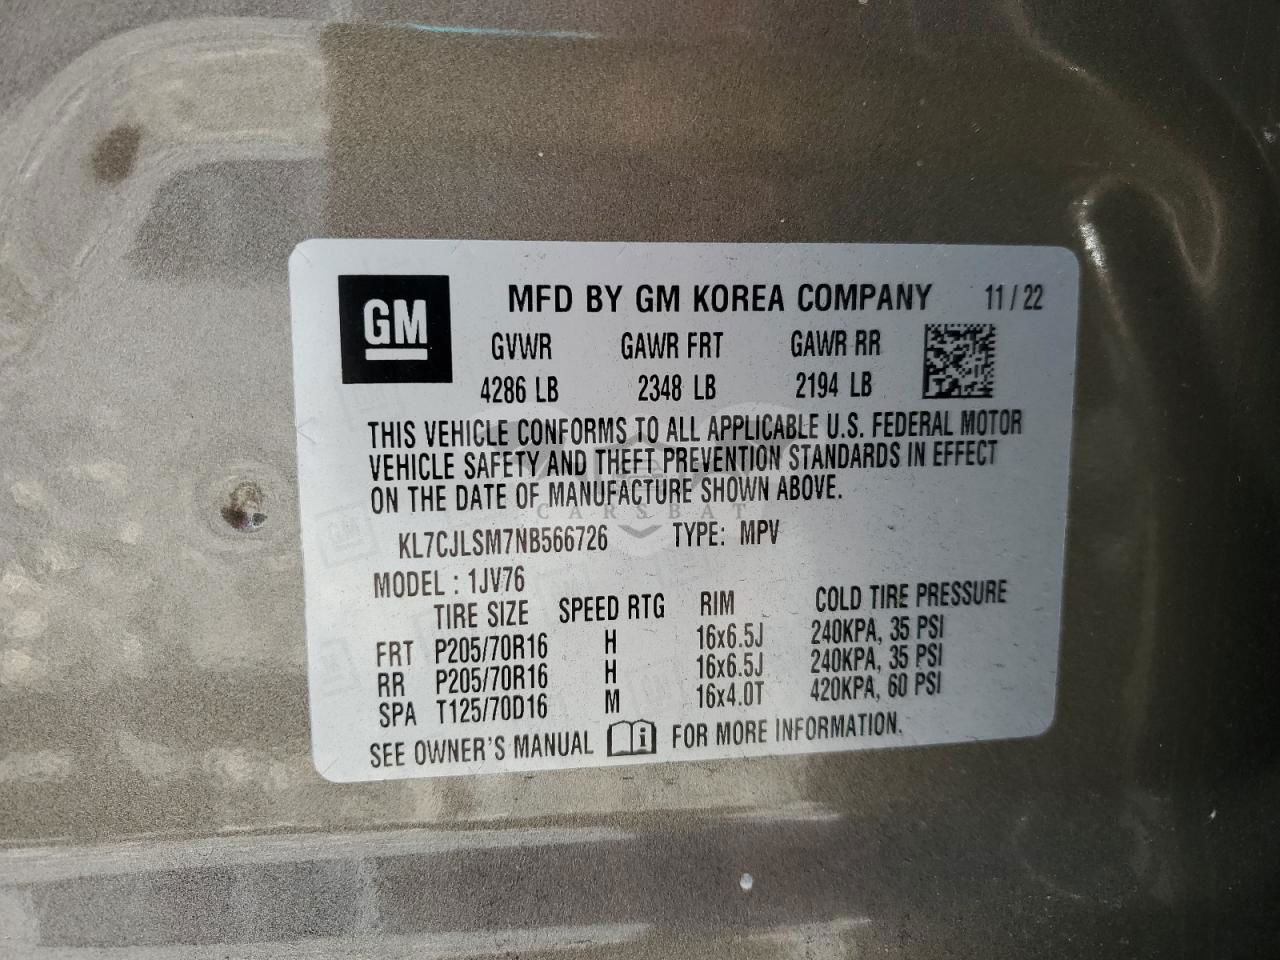 GM
MFD BY GM KOREA COMPANY 11 / 22
GVWR GAWR FRT GAWR RR
4286 LB 2348 LB 2194 LB
THIS VEHICLE CONFORMS TO ALL APPLICABLE U.S. FEDERAL MOTOR
VEHICLE SAFETY AND THEFT PREVENTION STANDARDS IN EFFECT
ON THE DATE OF MANUFACTURE SHOWN ABOVE.
CARSBAT
KL7CJLSM7NB566726 TYPE: MPV
MODEL : 1JV76
TIRE SIZE SPEED RTG RIM COLD TIRE PRESSURE
FRT P205/70R16 H 16x6.5J 240KPA, 35 PSI
RR P205/70R16 H 16x6.5J 240KPA, 35 PSI
SPA T125/70D16 M 16x4.0T 420KPA, 60 PSI
SEE OWNER'S MANUAL i FOR MORE INFORMATION.